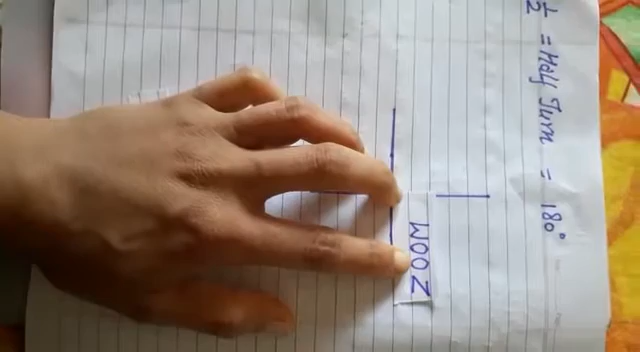 1/2 = Half Turn = 180°
ZOOM